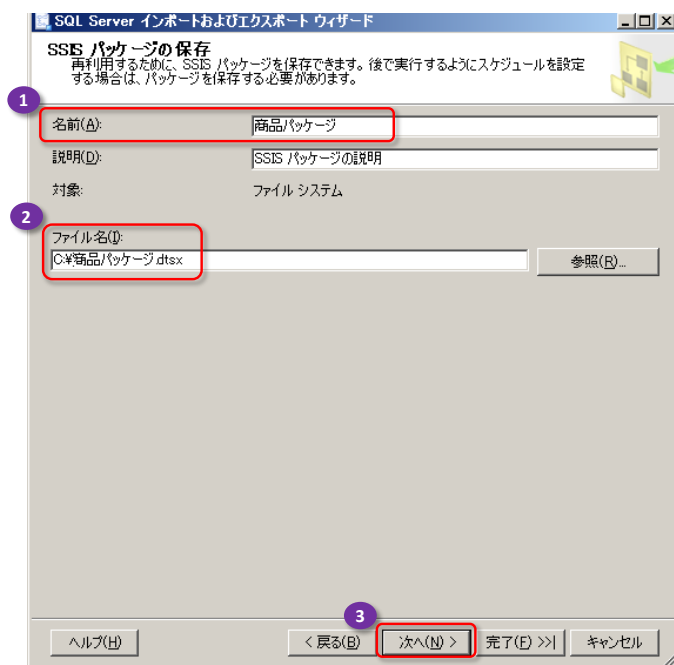 SQL Server インポートおよびエクスポート ウィザード
SSIS パッケージの保存
再利用するために、SSIS パッケージを保存できます。後で実行するようにスケジュールを設定
する場合は、パッケージを保存する必要があります。
1
名前(A): 商品パッケージ
説明(D): SSIS パッケージの説明
対象: ファイル システム
2
ファイル名(I):
C:¥商品パッケージ.dtsx 参照(R)...
3
ヘルプ(H) < 戻る(B) 次へ(N) > 完了(F) >>| キャンセル